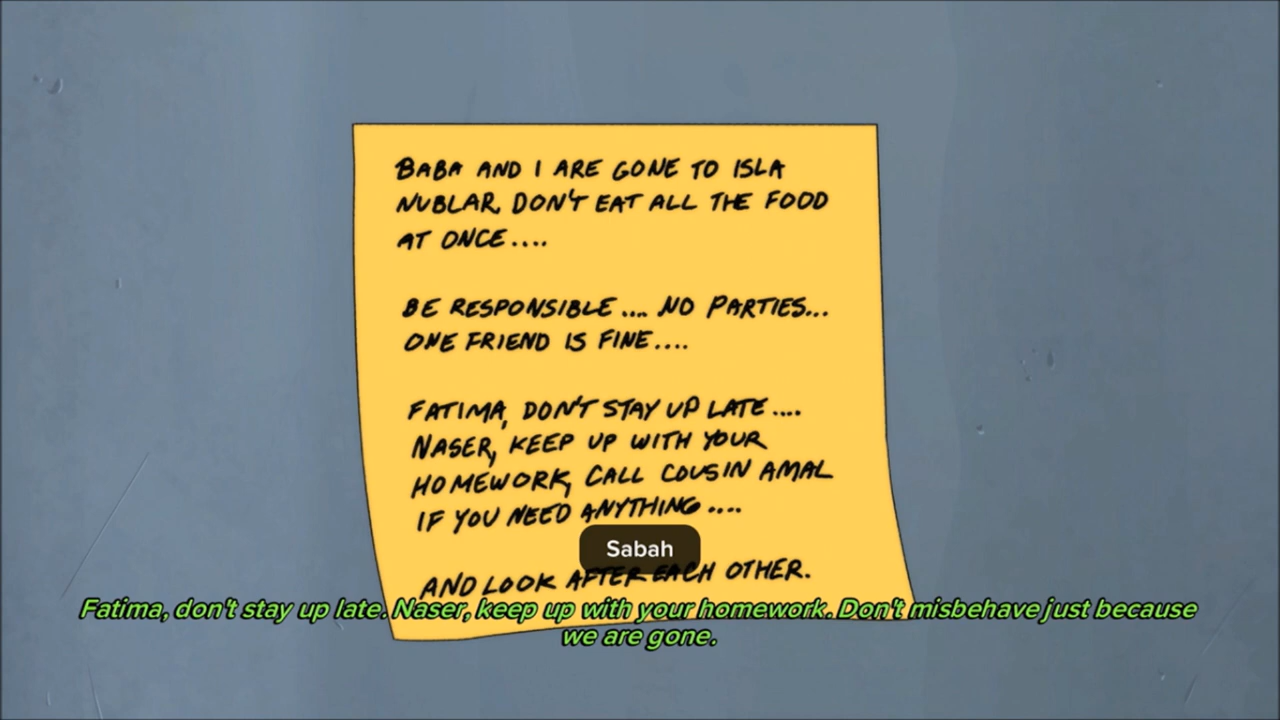 BABA AND I ARE GONE TO ISLA
NUBLAR, DON'T EAT ALL THE FOOD
AT ONCE....
BE RESPONSIBLE.... NO PARTIES...
ONE FRIEND IS FINE....
FATIMA, DON'T STAY UP LATE....
NASER, KEEP UP WITH YOUR
HOMEWORK, CALL COUSIN AMAL
IF YOU NEED ANYTHING....
Sabah
AND LOOK AFTER EACH OTHER.
Fatima, don't stay up late. Naser, keep up with your homework. Don't misbehave just because
we are gone.